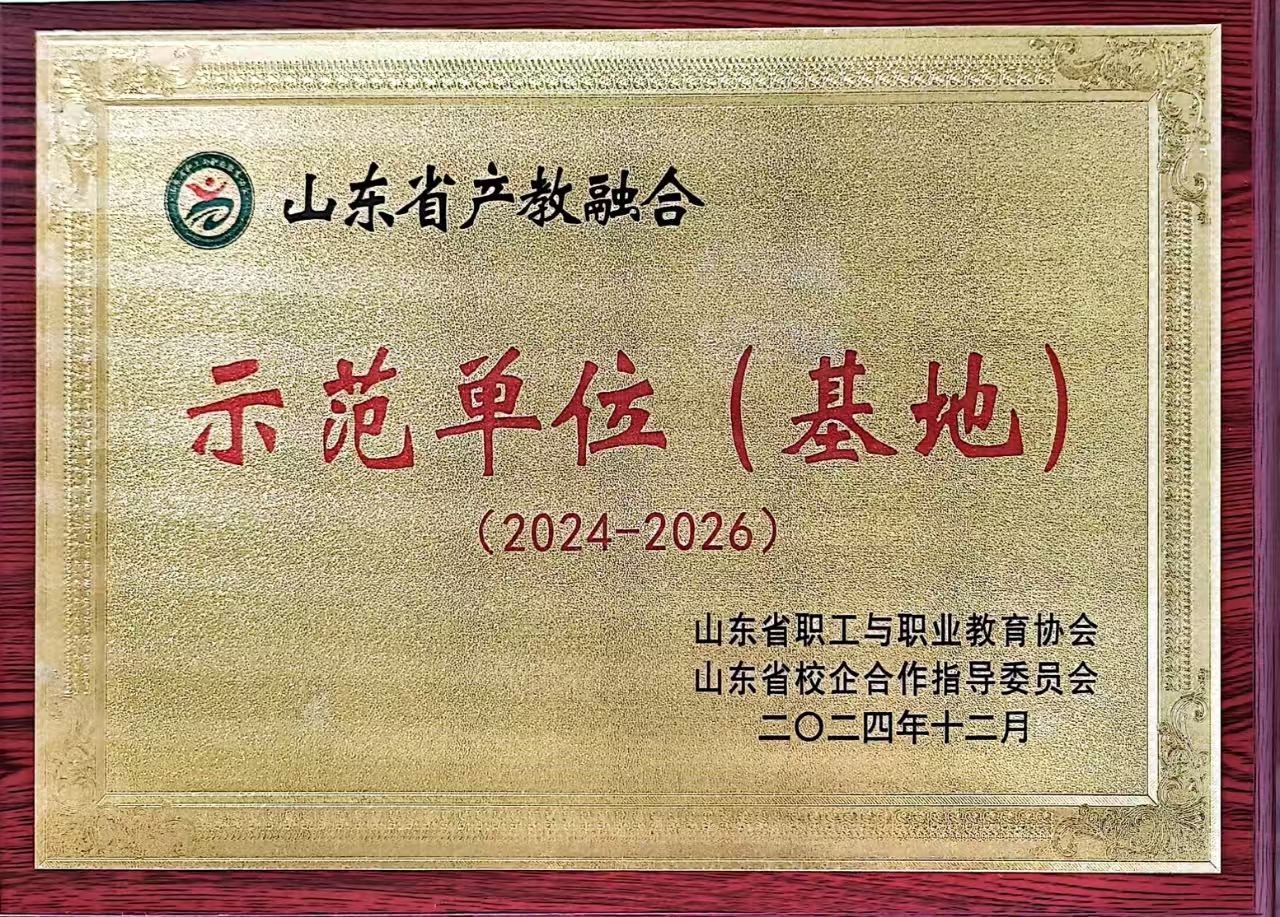 山东省产教融合
示范单位（基地）
（2024-2026）
山东省职工与职业教育协会
山东省校企合作指导委员会
二〇二四年十二月